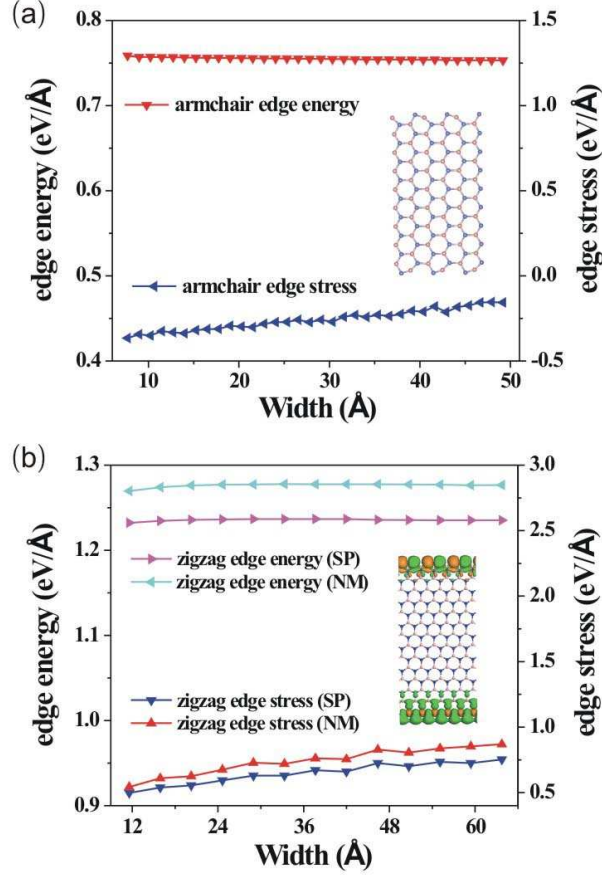 (a)
0.8
0.7
0.6
0.5
0.4
edge energy (eV/Å)
armchair edge energy
armchair edge stress
1.5
1.0
0.5
0.0
-0.5
edge stress (eV/Å)
10 20 30 40 50
Width (Å)
(b)
1.3
1.2
1.1
1.0
0.9
edge energy (eV/Å)
zigzag edge energy (SP)
zigzag edge energy (NM)
zigzag edge stress (SP)
zigzag edge stress (NM)
3.0
2.5
2.0
1.5
1.0
0.5
edge stress (eV/Å)
12 24 36 48 60
Width (Å)